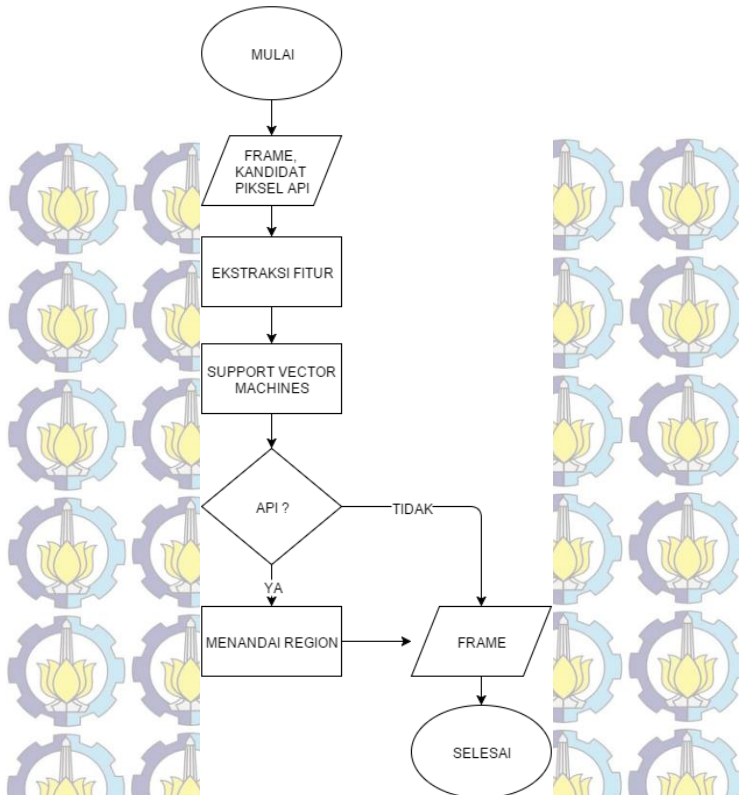 MULAI
FRAME,
KANDIDAT
PIKSEL API
EKSTRAKSI FITUR
SUPPORT VECTOR
MACHINES
API ?
TIDAK
YA
MENANDAI REGION
FRAME
SELESAI